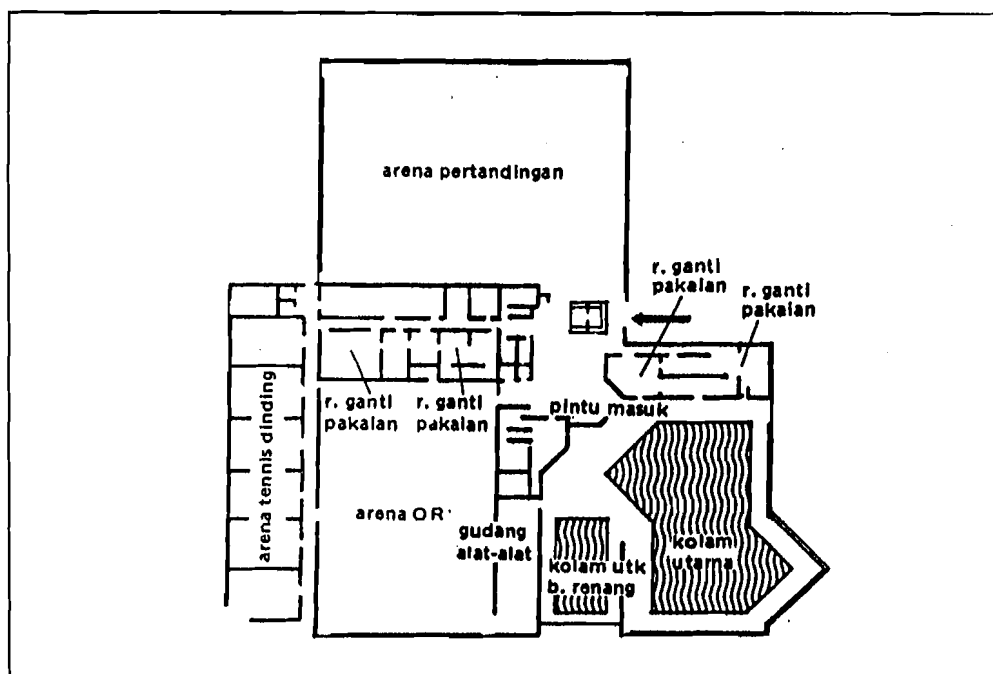 arena pertandingan
r. ganti
pakaian
r. ganti
pakaian
r. ganti
pakaian
r. ganti
pakaian
pintu masuk
arena tennis dinding
arena OR
gudang
alat-alat
kolam utk
b. renang
kolam
utama